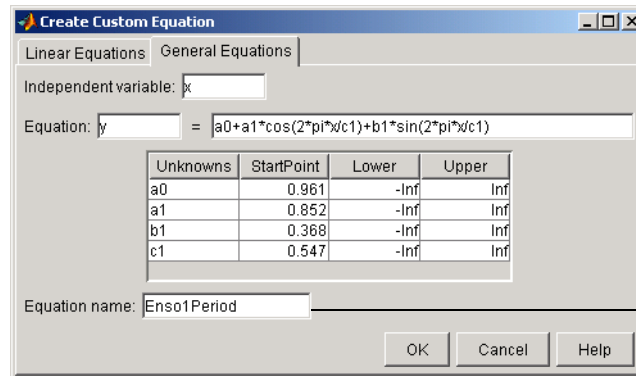 Create Custom Equation
Linear Equations General Equations
Independent variable: x
Equation: y = a0+a1*cos(2*pi*x/c1)+b1*sin(2*pi*x/c1)
Unknowns StartPoint Lower Upper
a0 0.961 -Inf Inf
a1 0.852 -Inf Inf
b1 0.368 -Inf Inf
c1 0.547 -Inf Inf
Equation name: Enso1Period
OK Cancel Help